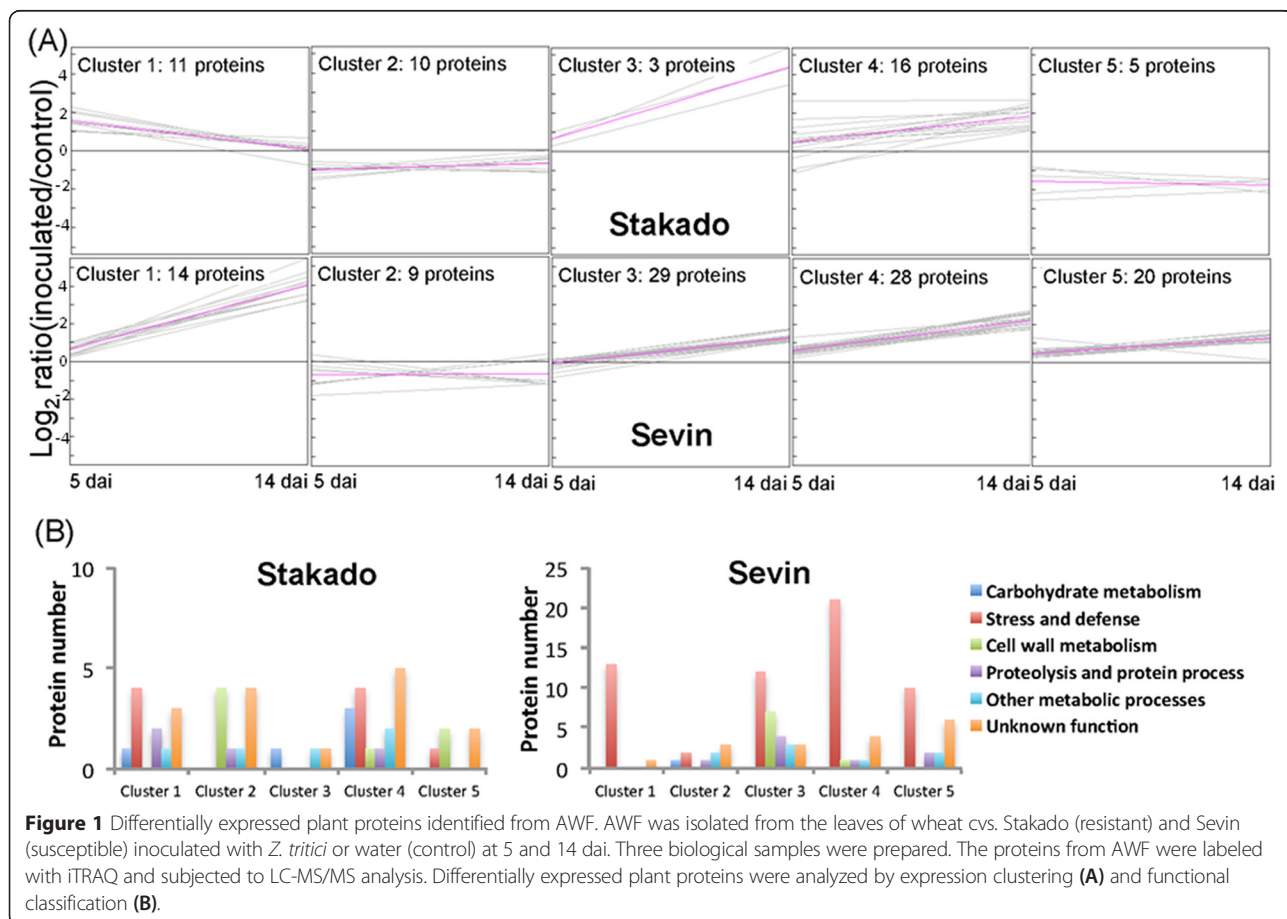 (A)
Log2 ratio(inoculated/control)
Cluster 1: 11 proteins
Cluster 2: 10 proteins
Cluster 3: 3 proteins
Cluster 4: 16 proteins
Cluster 5: 5 proteins
4
2
0
-2
-4
Stakado
Cluster 1: 14 proteins
Cluster 2: 9 proteins
Cluster 3: 29 proteins
Cluster 4: 28 proteins
Cluster 5: 20 proteins
4
2
0
-2
-4
Sevin
5 dai
14 dai
5 dai
14 dai
5 dai
14 dai
5 dai
14 dai
5 dai
14 dai
(B)
Stakado
Protein number
10
5
0
Cluster 1
Cluster 2
Cluster 3
Cluster 4
Cluster 5
Sevin
Protein number
25
20
15
10
5
0
Cluster 1
Cluster 2
Cluster 3
Cluster 4
Cluster 5
Carbohydrate metabolism
Stress and defense
Cell wall metabolism
Proteolysis and protein process
Other metabolic processes
Unknown function
Figure 1 Differentially expressed plant proteins identified from AWF. AWF was isolated from the leaves of wheat cvs. Stakado (resistant) and Sevin
(susceptible) inoculated with Z. tritici or water (control) at 5 and 14 dai. Three biological samples were prepared. The proteins from AWF were labeled
with iTRAQ and subjected to LC-MS/MS analysis. Differentially expressed plant proteins were analyzed by expression clustering (A) and functional
classification (B).